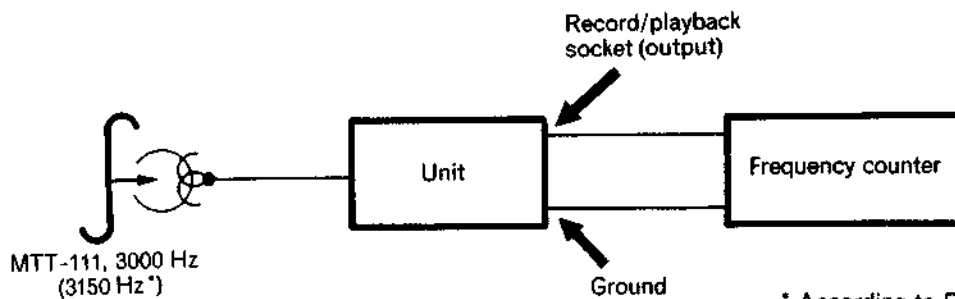 Record/playback
socket (output)
Unit
Frequency counter
MTT-111, 3000 Hz
(3150 Hz*)
Ground
* According to